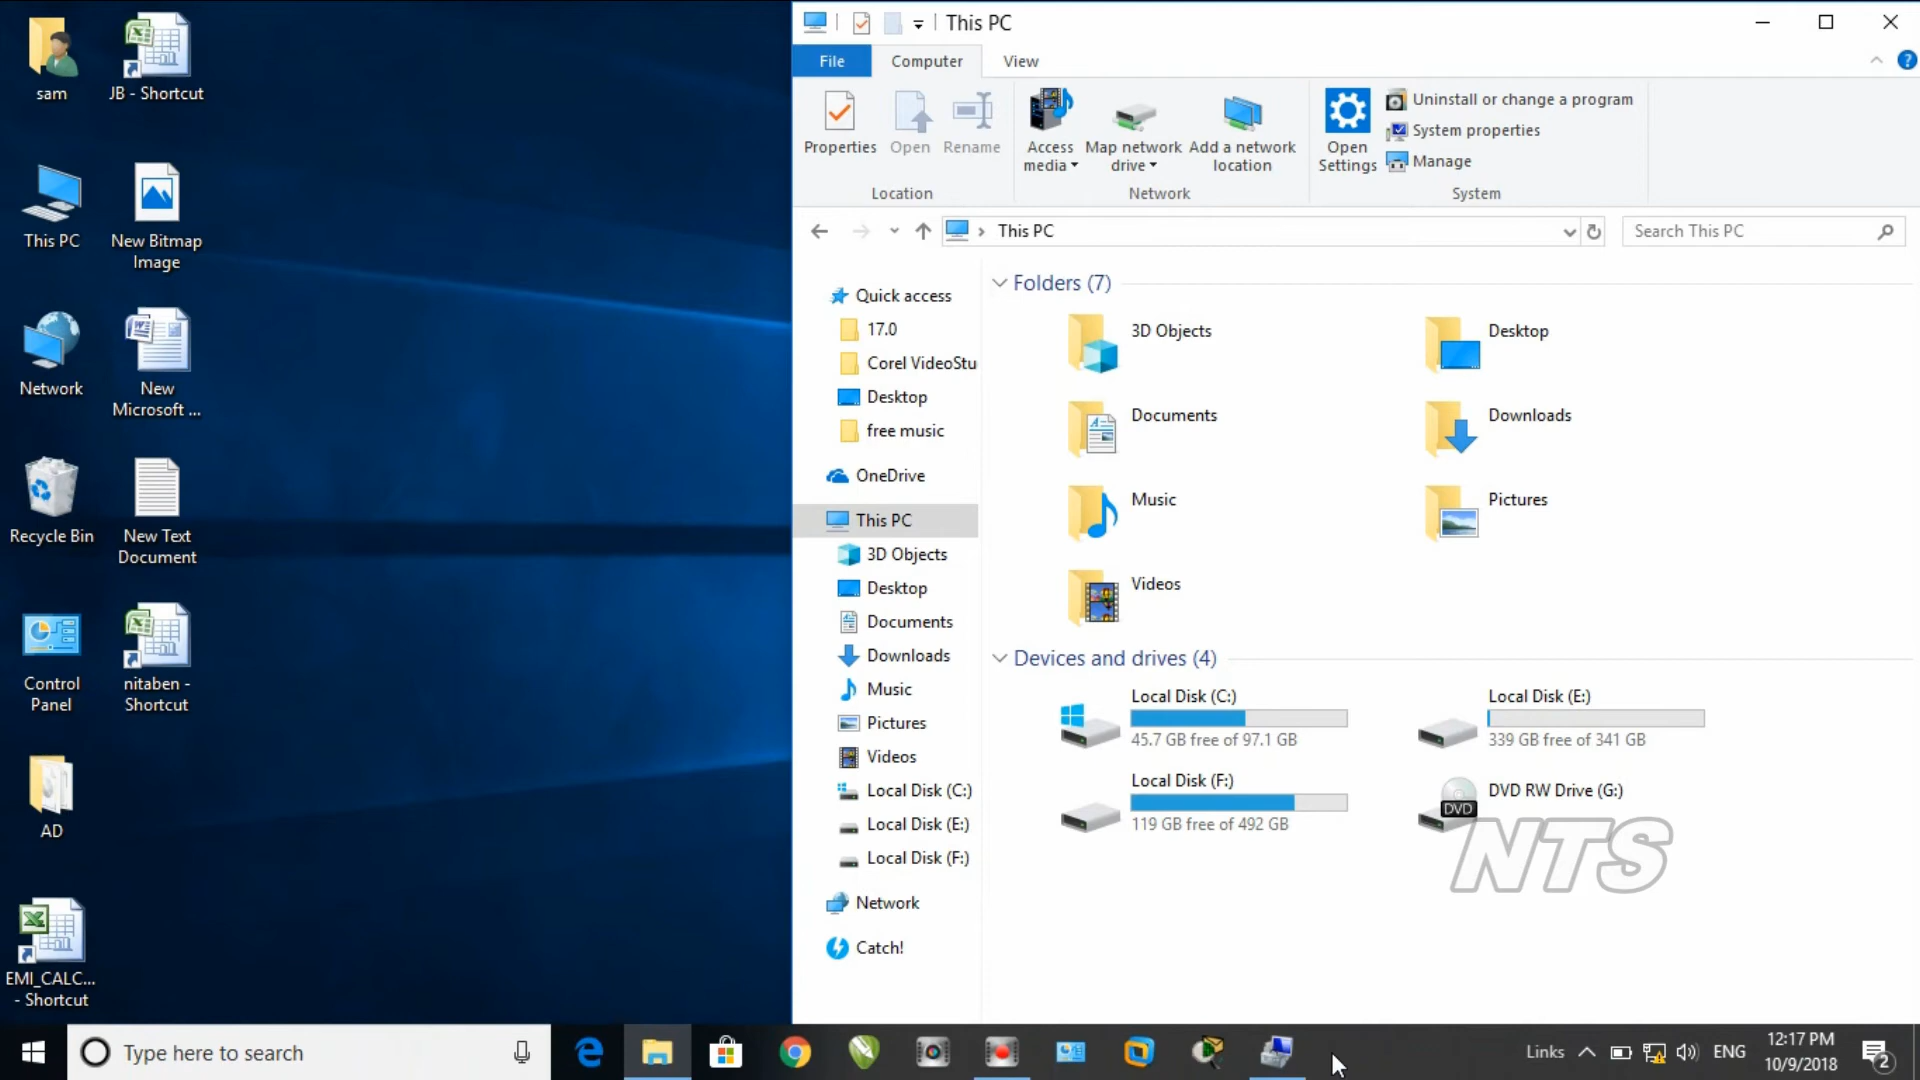 sam
JB - Shortcut
This PC
New Bitmap
Image
Network
New
Microsoft ...
Recycle Bin
New Text
Document
Control
Panel
nitaben -
Shortcut
AD
EMI_CALC...
- Shortcut
This PC
File
Computer
View
Properties
Open
Rename
Location
Access
media
Map network
drive
Add a network
location
Network
Open
Settings
Uninstall or change a program
System properties
Manage
System
This PC
Search This PC
Quick access
17.0
Corel VideoStu
Desktop
free music
OneDrive
This PC
3D Objects
Desktop
Documents
Downloads
Music
Pictures
Videos
Local Disk (C:)
Local Disk (E:)
Local Disk (F:)
Network
Catch!
Folders (7)
3D Objects
Desktop
Documents
Downloads
Music
Pictures
Videos
Devices and drives (4)
Local Disk (C:)
45.7 GB free of 97.1 GB
Local Disk (E:)
339 GB free of 341 GB
Local Disk (F:)
119 GB free of 492 GB
DVD RW Drive (G:)
DVD
NTS
Type here to search
Links
ENG
12:17 PM
10/9/2018
2